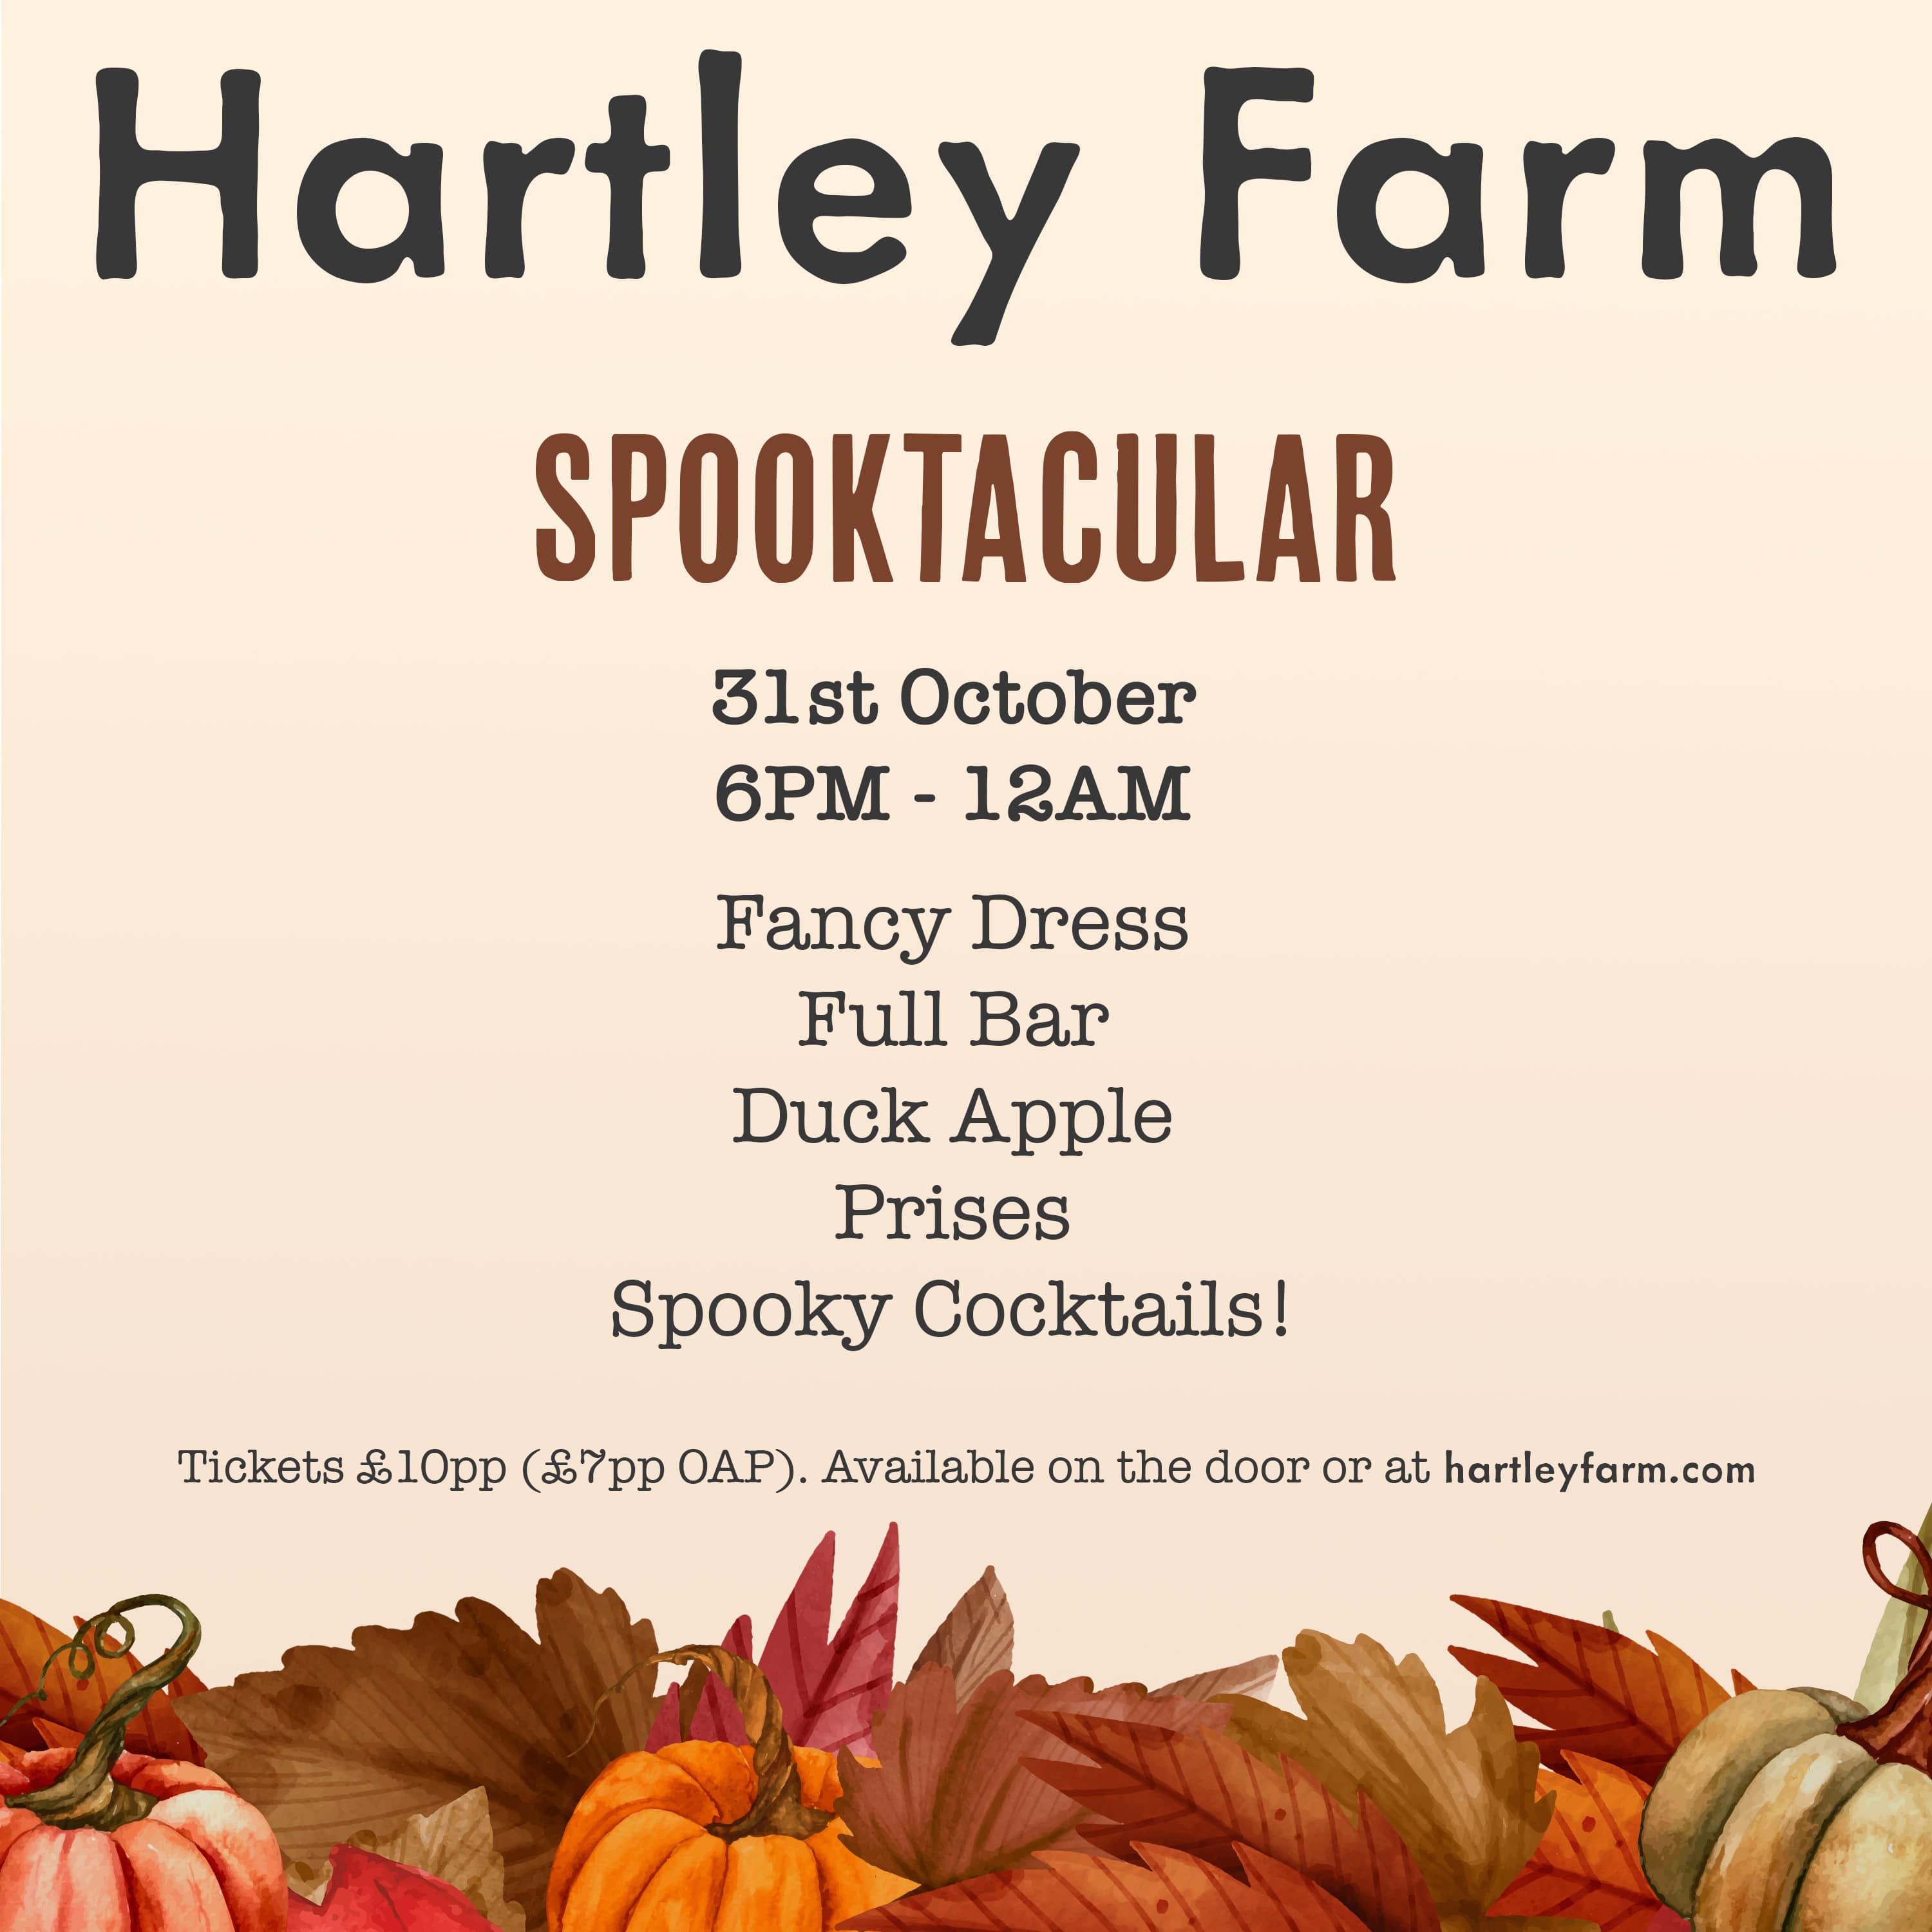 Hartley Farm
SPOOKTACULAR
31st October
6PM - 12AM
Fancy Dress
Full Bar
Duck Apple
Prises
Spooky Cocktails!
Tickets £10pp (£7pp OAP). Available on the door or at hartleyfarm.com